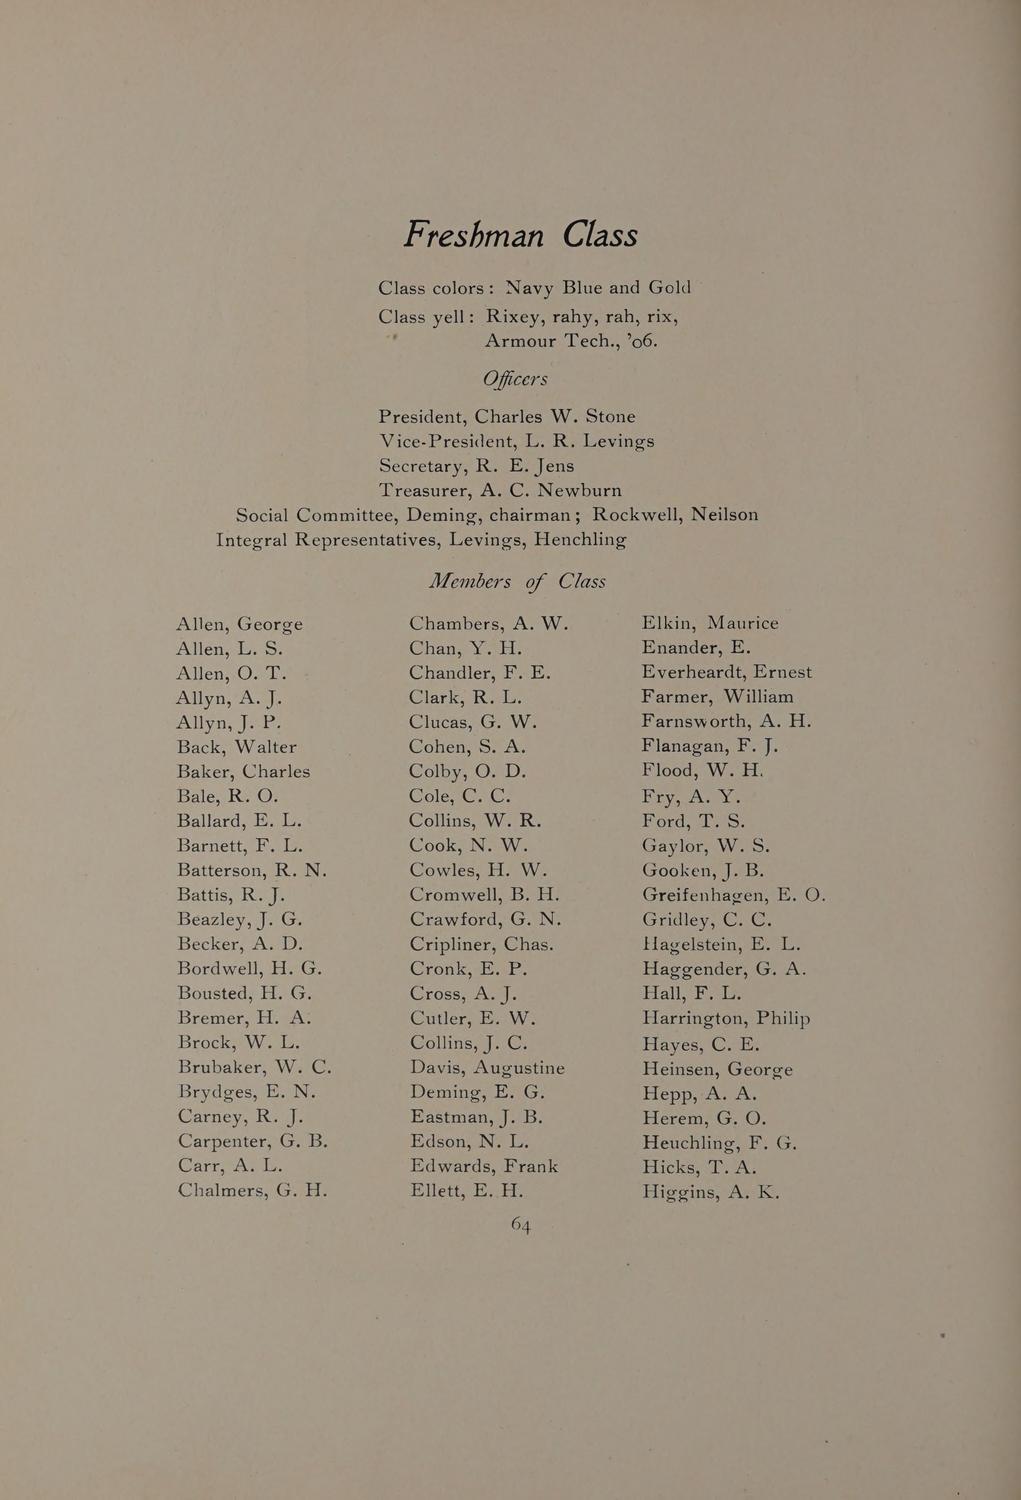 Freshman Class
Class colors: Navy Blue and Gold
Class yell: Rixey, rahy, rah, rix,
Armour Tech., ’06.
Officers
President, Charles W. Stone
Vice-President, L. R. Levings
Secretary, R. E. Jens
Treasurer, A. C. Newburn
Social Committee, Deming, chairman; Rockwell, Neilson
Integral Representatives, Levings, Henchling
Members of Class
Allen, George
Allen, L. S.
Allen, O. T.
Allyn, A. J.
Allyn, J. P.
Back, Walter
Baker, Charles
Bale, R. O.
Ballard, E. L.
Barnett, F. L.
Batterson, R. N.
Battis, R. J.
Beazley, J. G.
Becker, A. D.
Bordwell, H. G.
Bousted, H. G.
Bremer, H. A.
Brock, W. L.
Brubaker, W. C.
Brydges, E. N.
Carney, R. J.
Carpenter, G. B.
Carr, A. L.
Chalmers, G. H.
Chambers, A. W.
Chan, Y. H.
Chandler, F. E.
Clark, R. L.
Clucas, G. W.
Cohen, S. A.
Colby, O. D.
Cole, C. C.
Collins, W. R.
Cook, N. W.
Cowles, H. W.
Cromwell, B. H.
Crawford, G. N.
Cripliner, Chas.
Cronk, E. P.
Cross, A. J.
Cutler, E. W.
Collins, J. C.
Davis, Augustine
Deming, E. G.
Eastman, J. B.
Edson, N. L.
Edwards, Frank
Ellett, E. H.
Elkin, Maurice
Enander, E.
Everheardt, Ernest
Farmer, William
Farnsworth, A. H.
Flanagan, F. J.
Flood, W. H.
Fry, A. Y.
Ford, T. S.
Gaylor, W. S.
Gooken, J. B.
Greifenhagen, E. O.
Gridley, C. C.
Hagelstein, E. L.
Haggender, G. A.
Hall, F. L.
Harrington, Philip
Hayes, C. E.
Heinsen, George
Hepp, A. A.
Herem, G. O.
Heuchling, F. G.
Hicks, T. A.
Higgins, A. K.
64